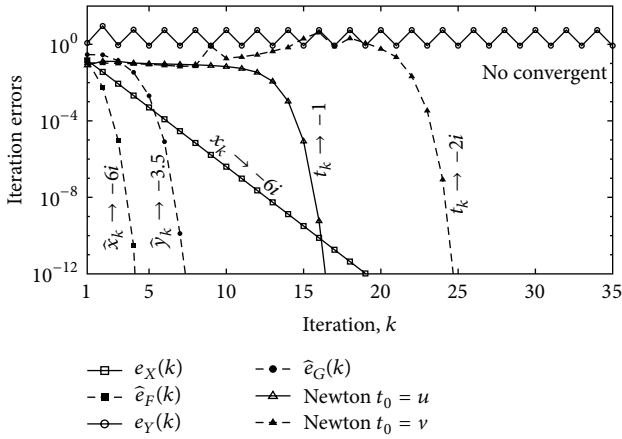 Iteration errors
10^0
10^−4
10^−8
10^−12
No convergent
x̂_k → −6i
ŷ_k → −3.5
x_k → −6i
t_k → −1
t_k → −2i
1 5 10 15 20 25 30 35
Iteration, k
e_X(k)
ê_F(k)
e_Y(k)
ê_G(k)
Newton t_0 = u
Newton t_0 = v